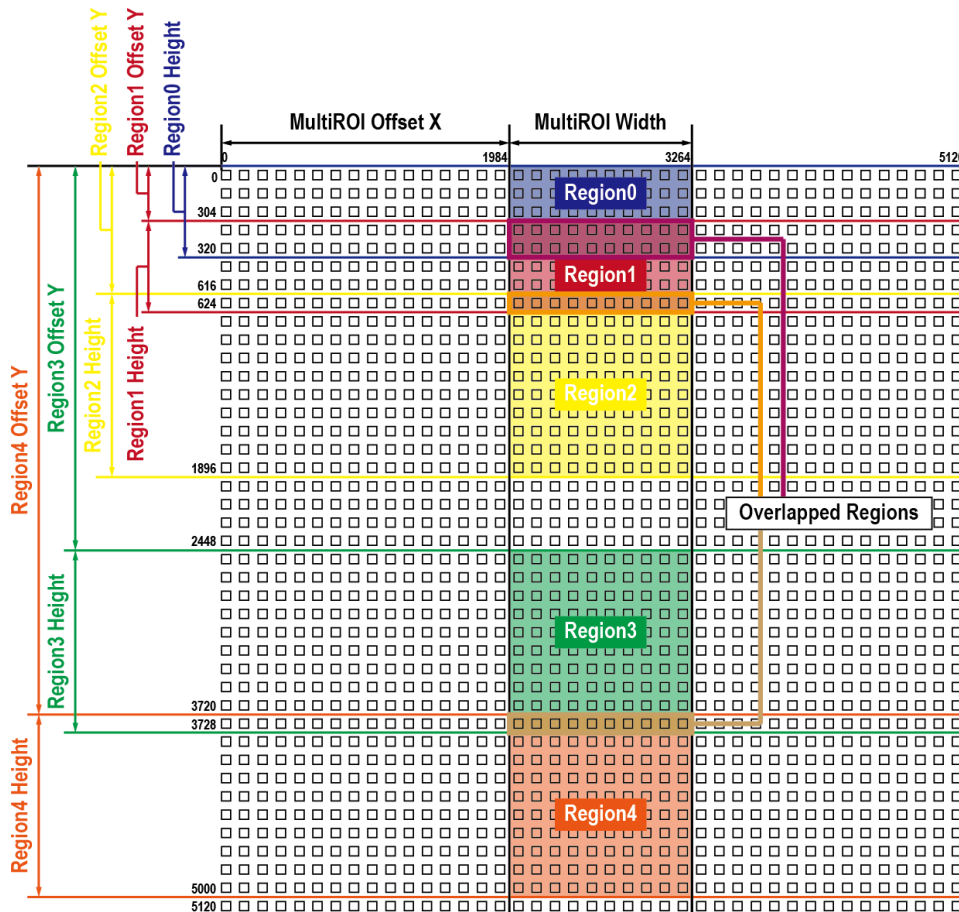 Region2 Offset Y
Region1 Offset Y
Region0 Height
MultiROI Offset X
MultiROI Width
0
1984
3264
5120
0
Region0
304
320
Region1
616
624
Region4 Offset Y
Region3 Offset Y
Region2 Height
Region1 Height
Region2
1896
Overlapped Regions
2448
Region3 Height
Region3
3720
3728
Region4 Height
Region4
5000
5120